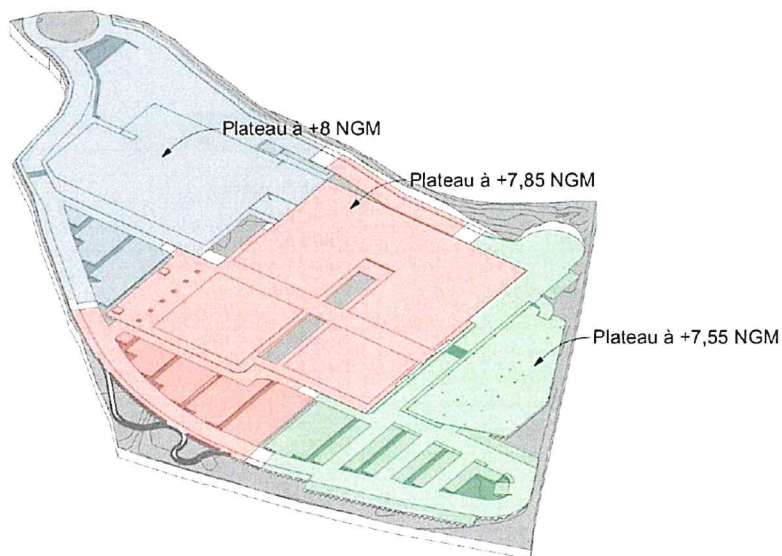 Plateau à +8 NGM
Plateau à +7,85 NGM
Plateau à +7,55 NGM